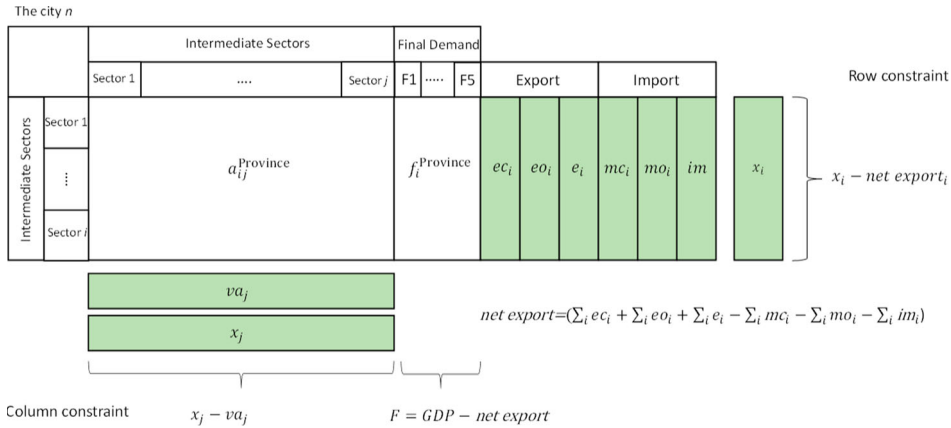 The city n
Intermediate Sectors
Final Demand
Sector 1
....
Sector j
F1
.....
F5
Export
Import
Row constraint
Intermediate Sectors
Sector 1
....
Sector i
a_{ij}^{Province}
f_i^{Province}
ec_i
eo_i
e_i
mc_i
mo_i
im
x_i
x_i − net export_i
va_j
x_j
net export=(∑_i ec_i + ∑_i eo_i + ∑_i e_i − ∑_i mc_i − ∑_i mo_i − ∑_i im_i)
Column constraint
x_j − va_j
F = GDP − net export